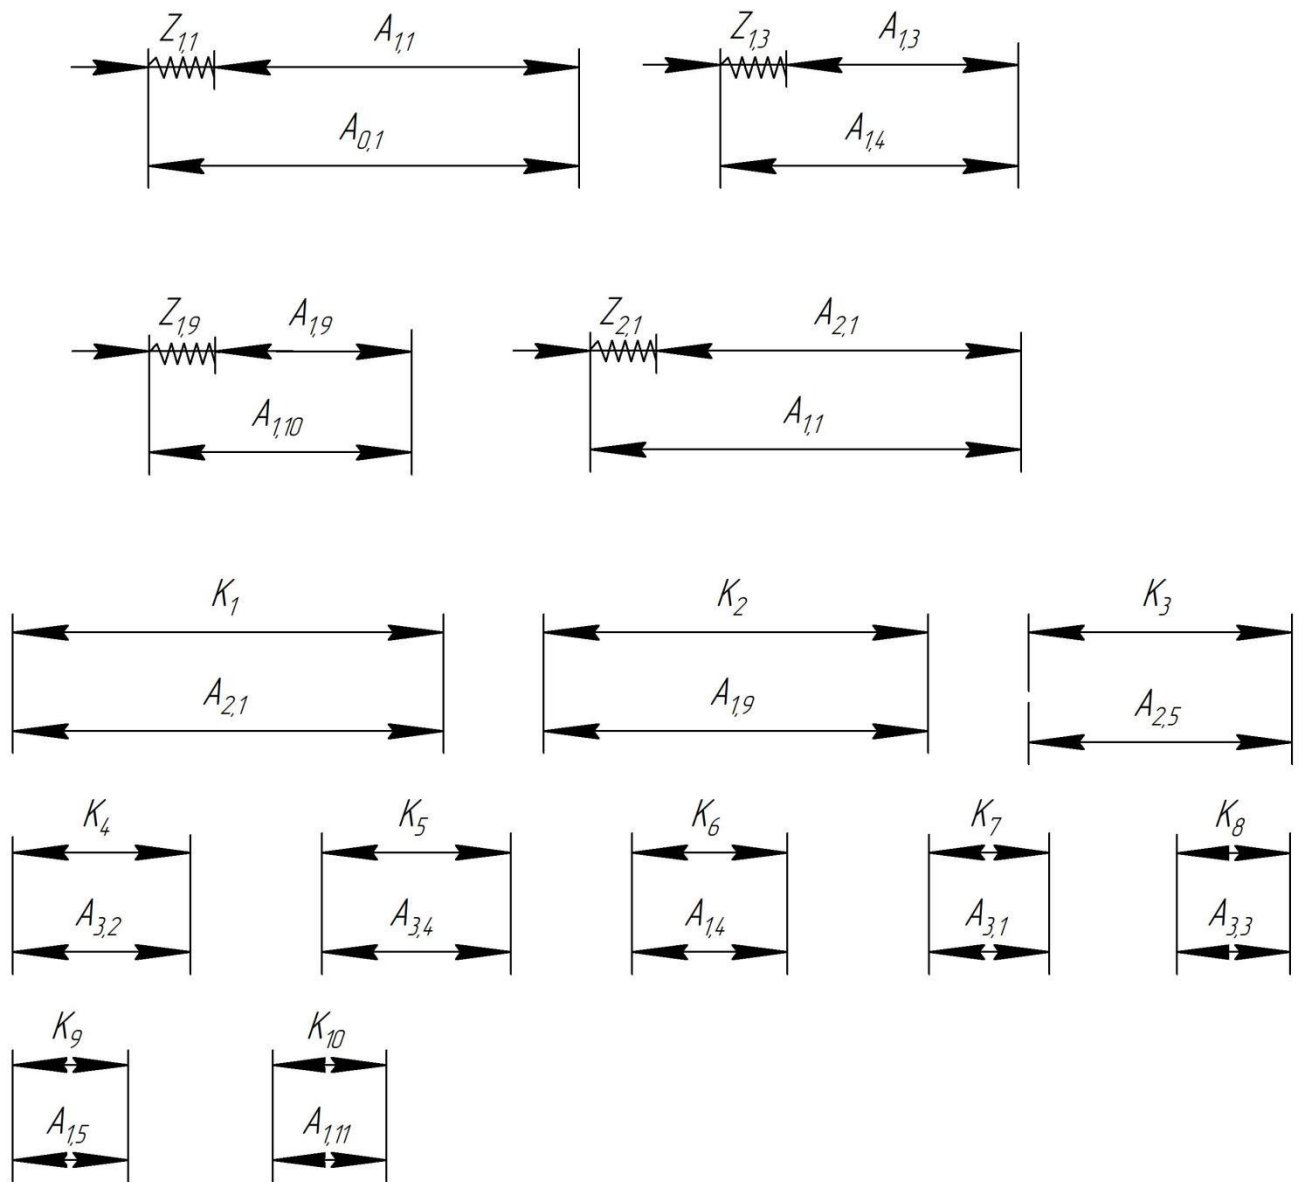 Z1,1 A1,1 Z1,3 A1,3
A0,1 A1,4
Z1,9 A1,9 Z2,1 A2,1
A1,10 A1,1
K1 K2 K3
A2,1 A1,9 A2,5
K4 K5 K6 K7 K8
A3,2 A3,4 A1,4 A3,1 A3,3
K9 K10
A1,5 A1,11